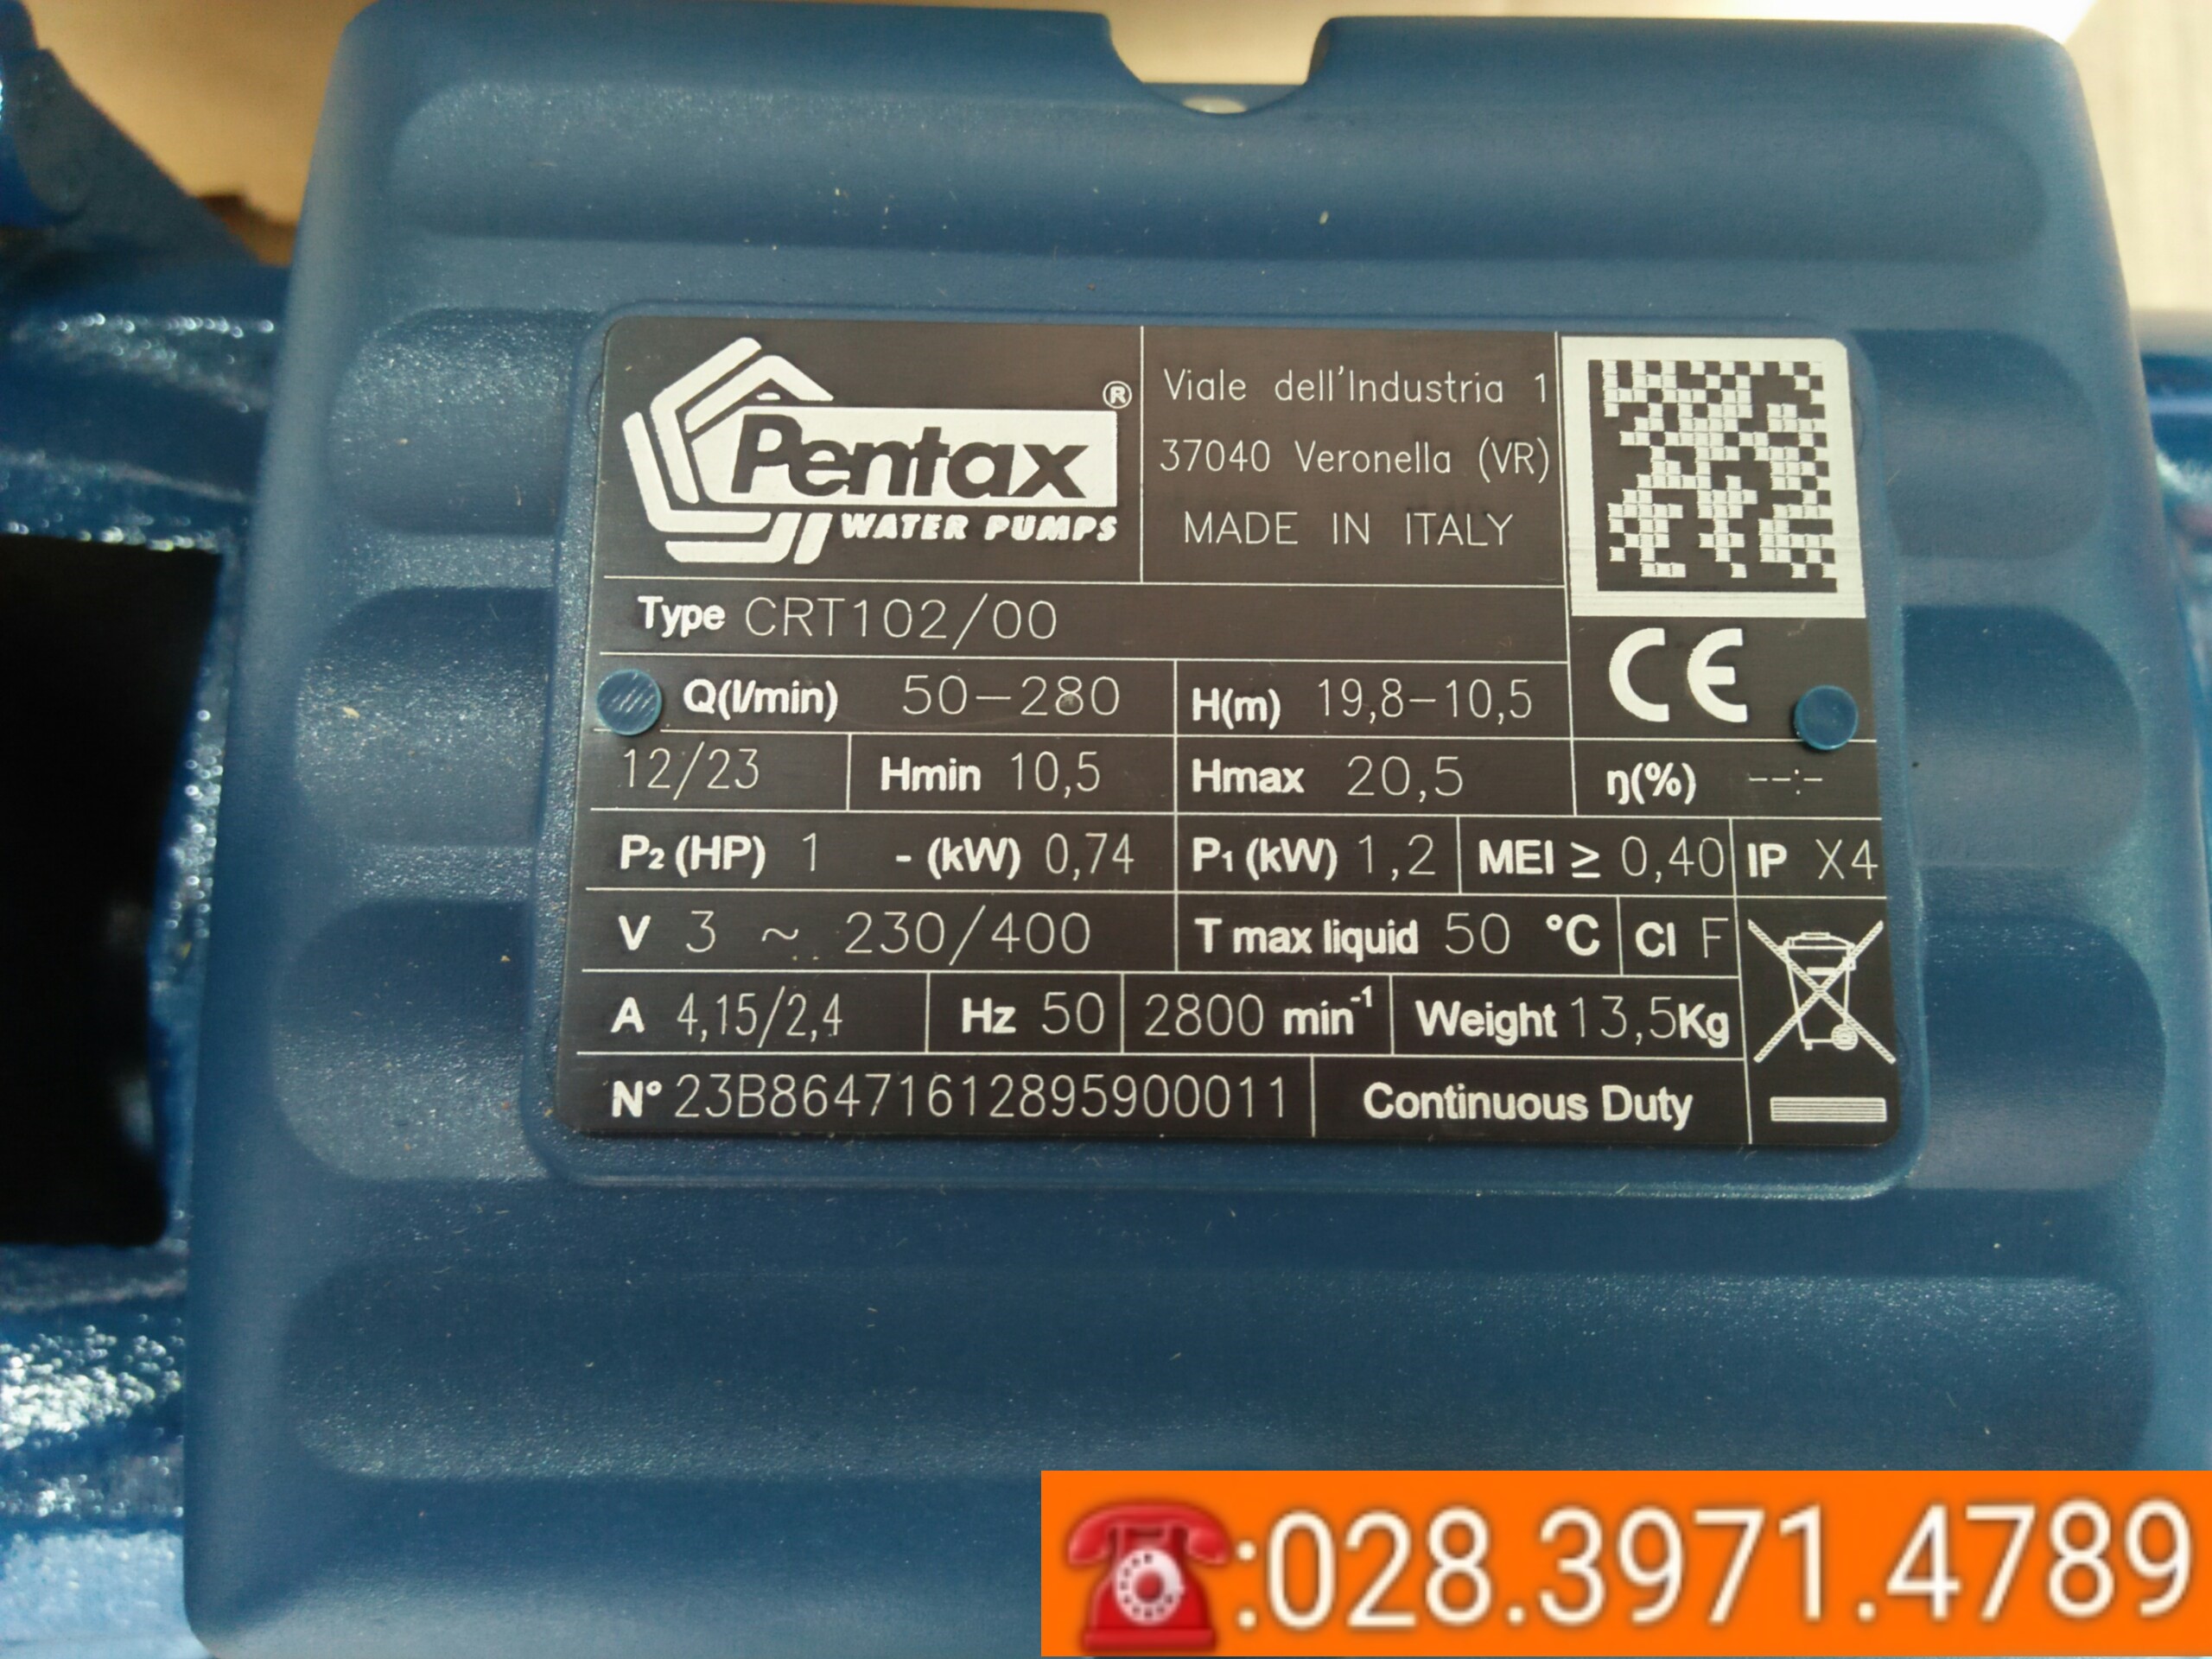 Pentax ®
WATER PUMPS
Viale dell'Industria 1
37040 Veronella (VR)
MADE IN ITALY
Type CRT102/00
CE
Q(l/min) 50-280 H(m) 19,8-10,5
12/23 Hmin 10,5 Hmax 20,5 η(%) --:-
P2 (HP) 1 - (kW) 0,74 P1 (kW) 1,2 MEI ≥ 0,40 IP X4
V 3 ~ 230/400 T max liquid 50 °C Cl F
A 4,15/2,4 Hz 50 2800 min⁻¹ Weight 13,5Kg
N° 23B86471612895900011 Continuous Duty
☎:028.3971.4789